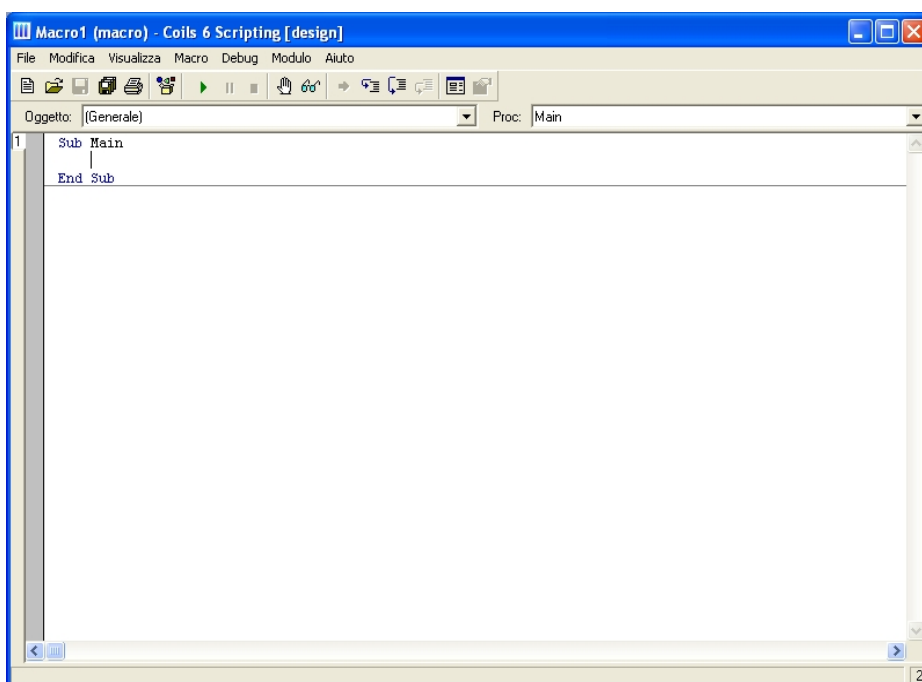 Macro1 (macro) - Coils 6 Scripting [design]
File Modifica Visualizza Macro Debug Modulo Aiuto
Oggetto: (Generale) Proc: Main
1
Sub Main
End Sub
2